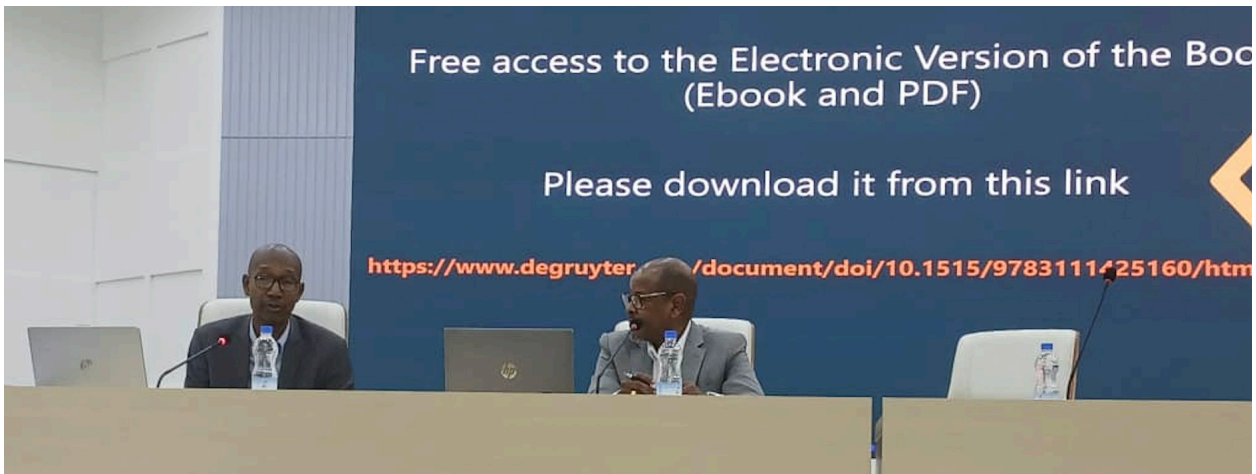 Free access to the Electronic Version of the Boo
(Ebook and PDF)
Please download it from this link
https://www.degruyter. /document/doi/10.1515/9783111425160/htm
hp